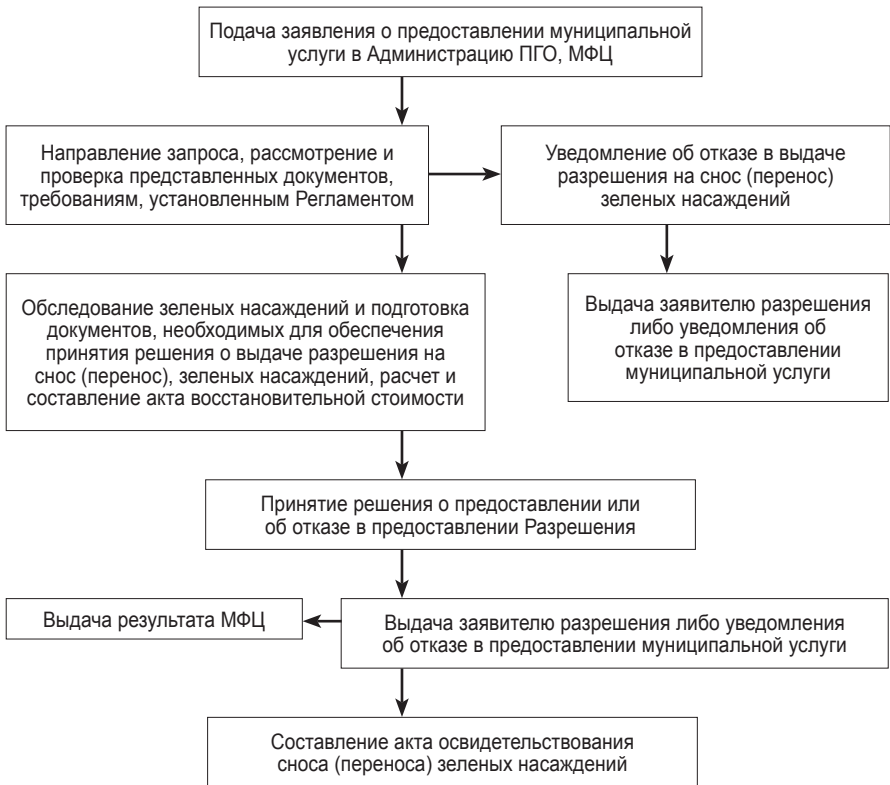 Подача заявления о предоставлении муниципальной
услуги в Администрацию ПГО, МФЦ
Направление запроса, рассмотрение и
проверка представленных документов,
требованиям, установленным Регламентом
Уведомление об отказе в выдаче
разрешения на снос (перенос)
зеленых насаждений
Обследование зеленых насаждений и подготовка
документов, необходимых для обеспечения
принятия решения о выдаче разрешения на
снос (перенос), зеленых насаждений, расчет и
составление акта восстановительной стоимости
Выдача заявителю разрешения
либо уведомления об
отказе в предоставлении
муниципальной услуги
Принятие решения о предоставлении или
об отказе в предоставлении Разрешения
Выдача результата МФЦ
Выдача заявителю разрешения либо уведомления
об отказе в предоставлении муниципальной услуги
Составление акта освидетельствования
сноса (переноса) зеленых насаждений